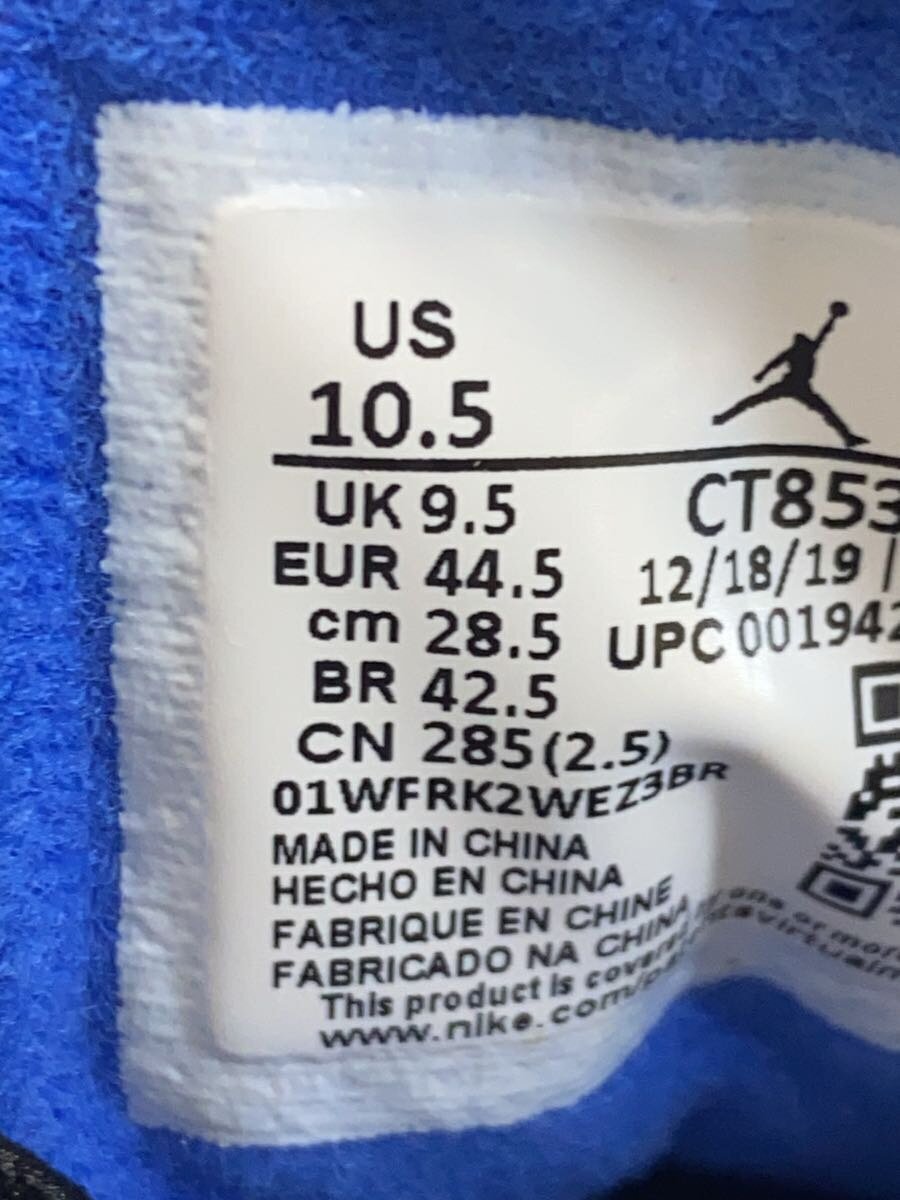 US
10.5
UK 9.5
EUR 44.5
cm 28.5
BR 42.5
CN 285(2.5)
01WFRK2WEZ3BR
MADE IN CHINA
HECHO EN CHINA
FABRIQUE EN CHINE
FABRICADO NA CHINA
This product is covered
www.nike.com/
CT853
12/18/19 /
UPC 001942